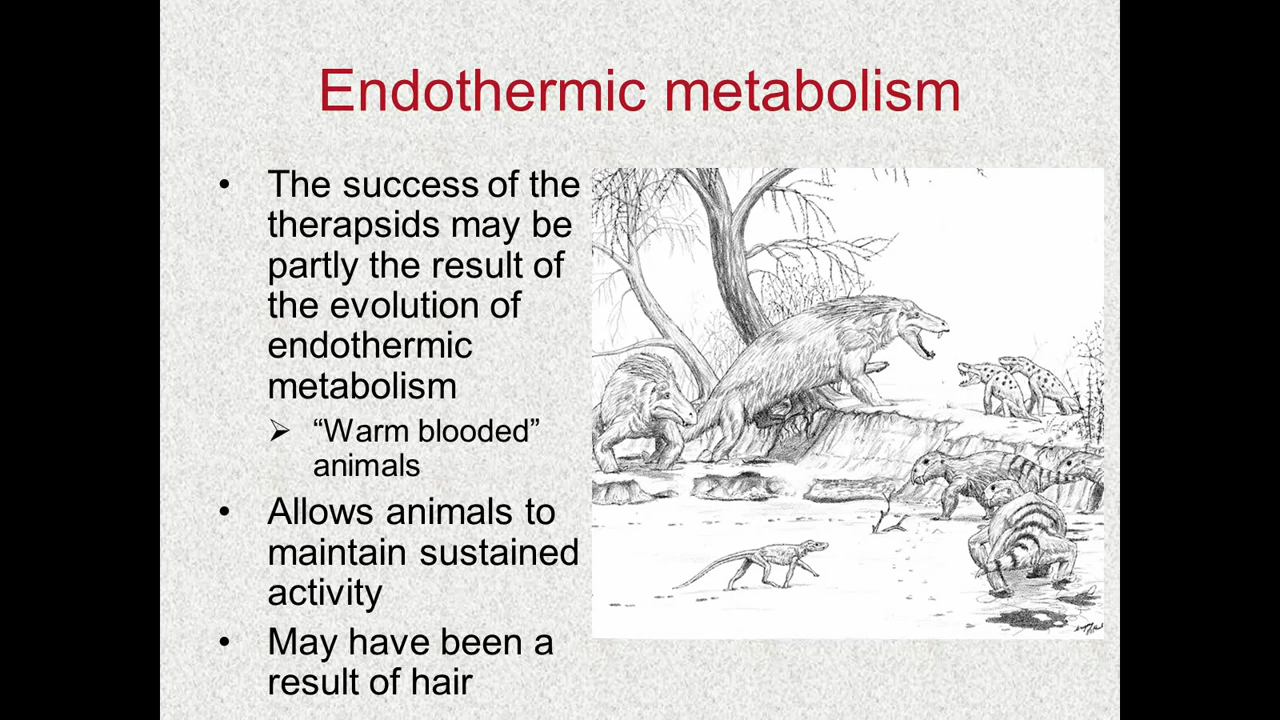 Endothermic metabolism
• The success of the
therapsids may be
partly the result of
the evolution of
endothermic
metabolism
➢ “Warm blooded”
animals
• Allows animals to
maintain sustained
activity
• May have been a
result of hair